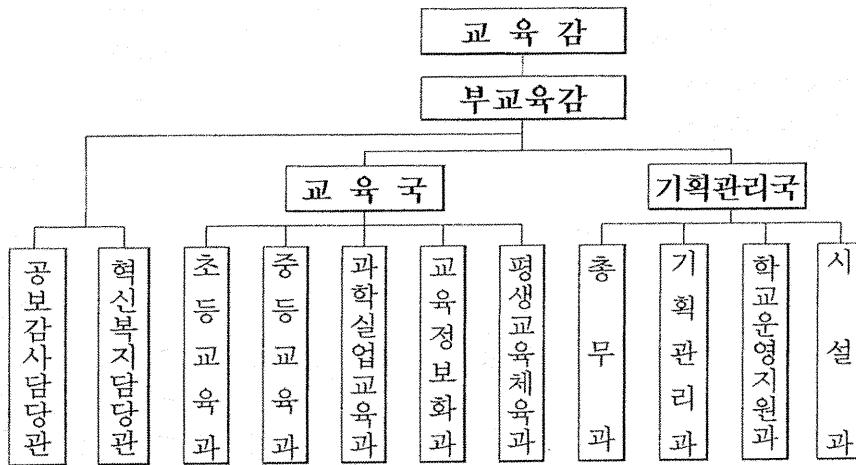 교 육 감
부교육감
교 육 국
기획관리국
공보감사담당관
혁신복지담당관
초등교육과
중등교육과
과학실업교육과
교육정보화과
평생교육체육과
총무과
기획관리과
학교운영지원과
시설과